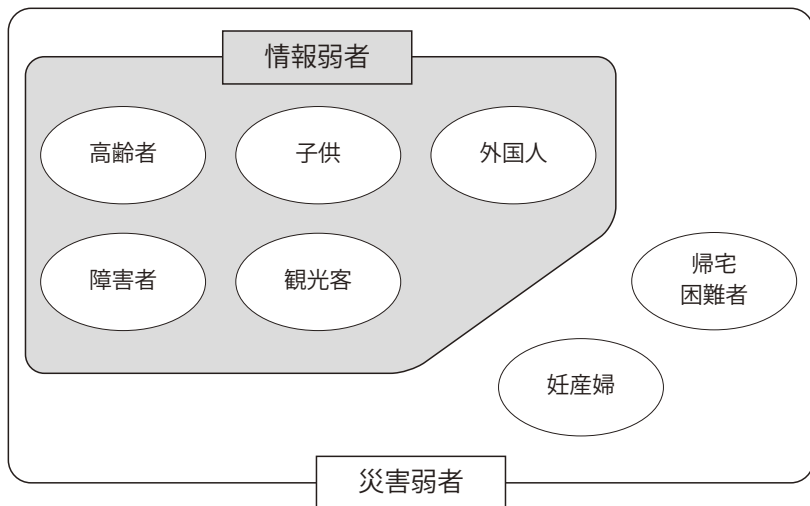 情報弱者
高齢者
子供
外国人
障害者
観光客
帰宅
困難者
妊産婦
災害弱者